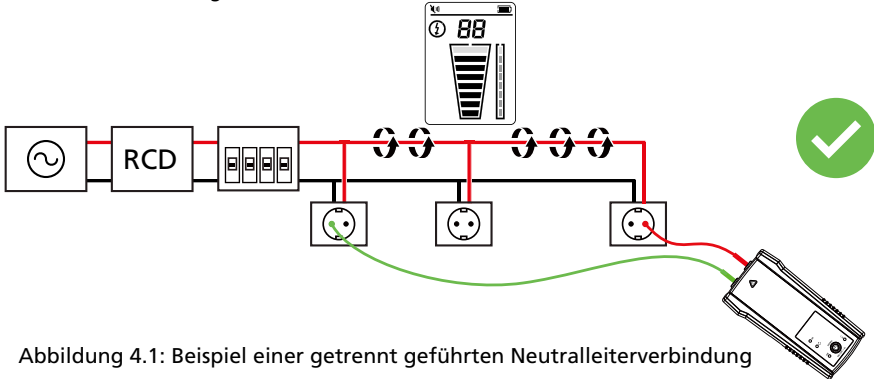 88
RCD
Abbildung 4.1: Beispiel einer getrennt geführten Neutralleiterverbindung